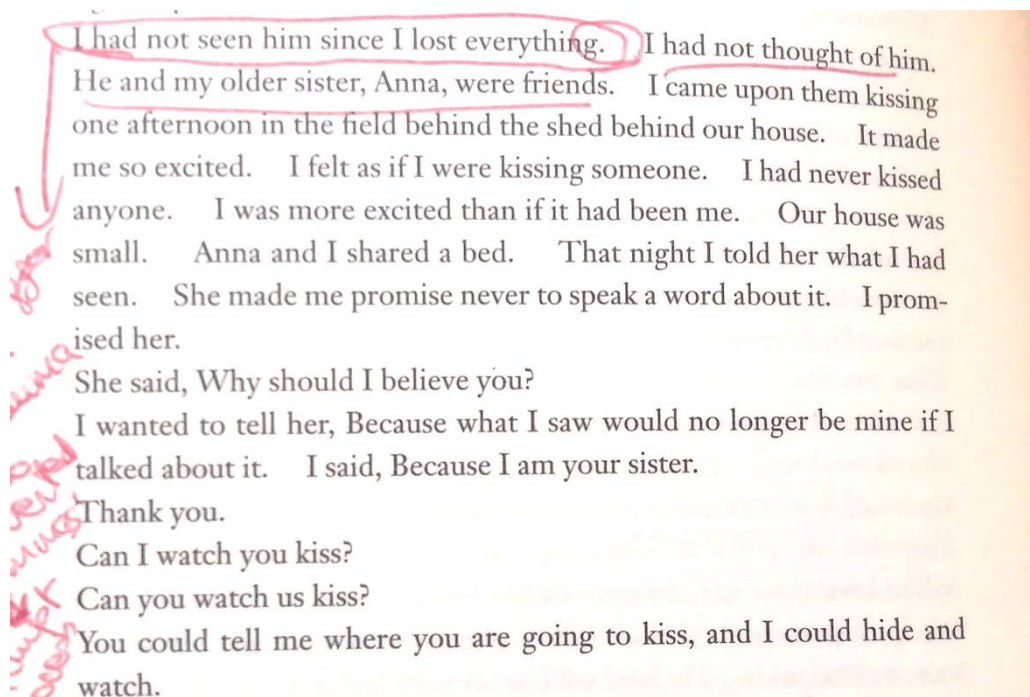 I had not seen him since I lost everything.    I had not thought of him.
He and my older sister, Anna, were friends.    I came upon them kissing
one afternoon in the field behind the shed behind our house.    It made
me so excited.    I felt as if I were kissing someone.    I had never kissed
anyone.    I was more excited than if it had been me.    Our house was
small.    Anna and I shared a bed.    That night I told her what I had
seen.    She made me promise never to speak a word about it.    I prom-
ised her.
She said, Why should I believe you?
I wanted to tell her, Because what I saw would no longer be mine if I
talked about it.    I said, Because I am your sister.
Thank you.
Can I watch you kiss?
Can you watch us kiss?
You could tell me where you are going to kiss, and I could hide and
watch.